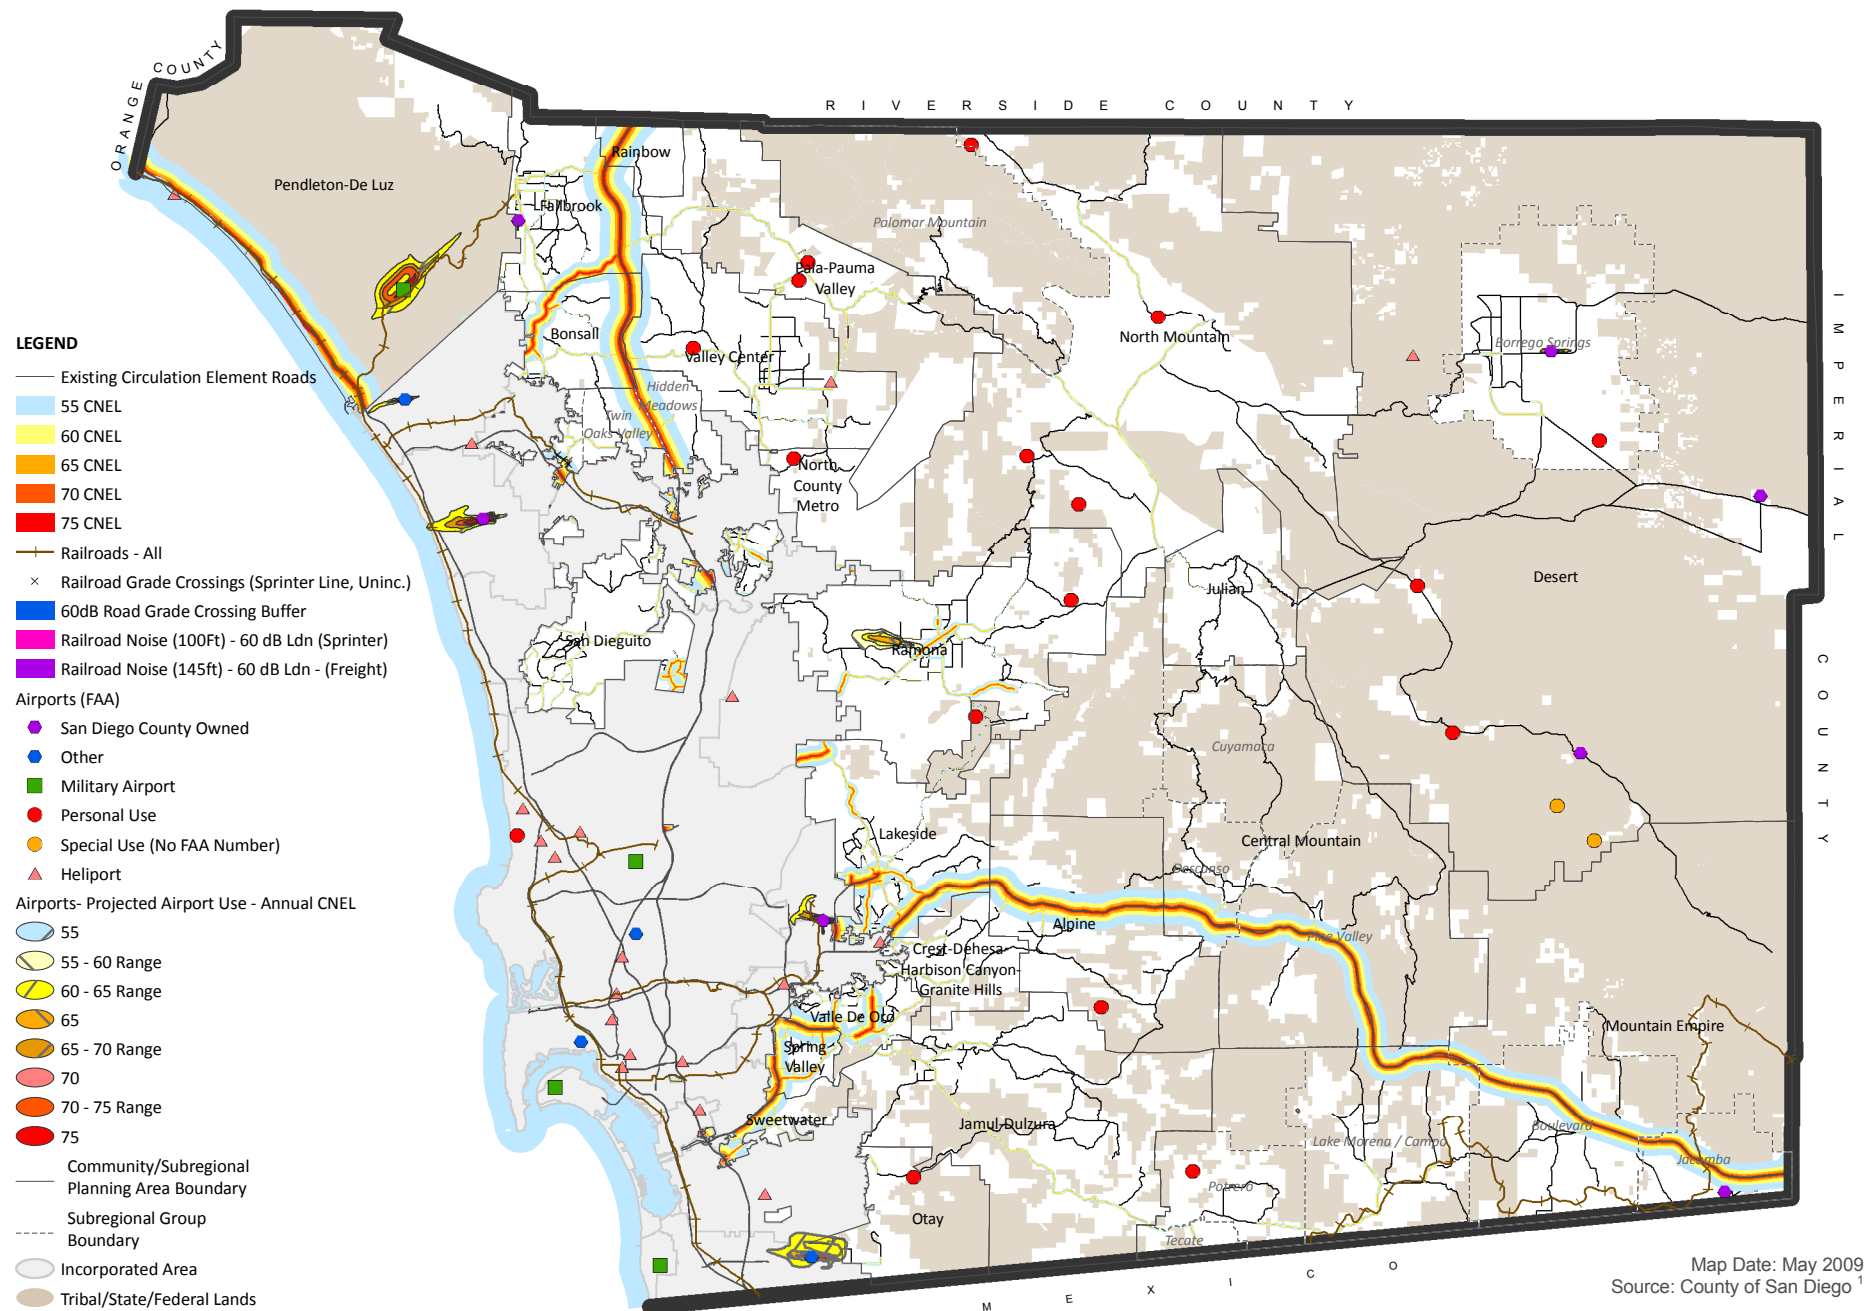 ORANGE COUNTY
RIVERSIDE COUNTY
IMPERIAL COUNTY
MEXICO
Rainbow
Pendleton-De Luz
Fallbrook
Palomar Mountain
Pala-Pauma
Valley
Bonsall
North Mountain
Borrego Springs
Valley Center
Hidden
Meadows
Twin
Oaks Valley
North
County
Metro
Desert
Julian
San Dieguito
Ramona
Cuyamaca
Lakeside
Central Mountain
Descanso
Alpine
Pine Valley
Crest-Dehesa-
Harbison Canyon-
Granite Hills
Valle De Oro
Spring
Valley
Mountain Empire
Sweetwater
Jamul-Dulzura
Lake Morena / Campo
Boulevard
Jacumba
Potrero
Otay
Tecate
LEGEND
Existing Circulation Element Roads
55 CNEL
60 CNEL
65 CNEL
70 CNEL
75 CNEL
Railroads - All
Railroad Grade Crossings (Sprinter Line, Uninc.)
60dB Road Grade Crossing Buffer
Railroad Noise (100Ft) - 60 dB Ldn (Sprinter)
Railroad Noise (145ft) - 60 dB Ldn - (Freight)
Airports (FAA)
San Diego County Owned
Other
Military Airport
Personal Use
Special Use (No FAA Number)
Heliport
Airports- Projected Airport Use - Annual CNEL
55
55 - 60 Range
60 - 65 Range
65
65 - 70 Range
70
70 - 75 Range
75
Community/Subregional
Planning Area Boundary
Subregional Group
Boundary
Incorporated Area
Tribal/State/Federal Lands
Map Date: May 2009
Source: County of San Diego 1